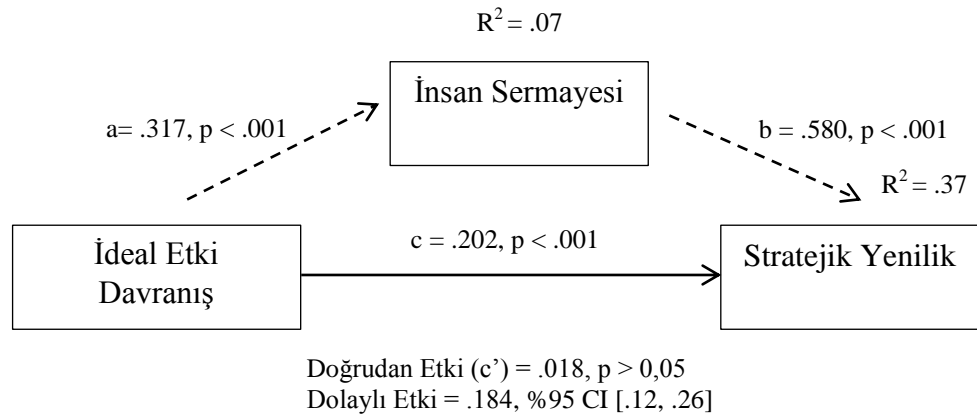 R² = .07
İnsan Sermayesi
a= .317, p < .001
b = .580, p < .001
R² = .37
İdeal Etki
Davranış
c = .202, p < .001
Stratejik Yenilik
Doğrudan Etki (c’) = .018, p > 0,05
Dolaylı Etki = .184, %95 CI [.12, .26]